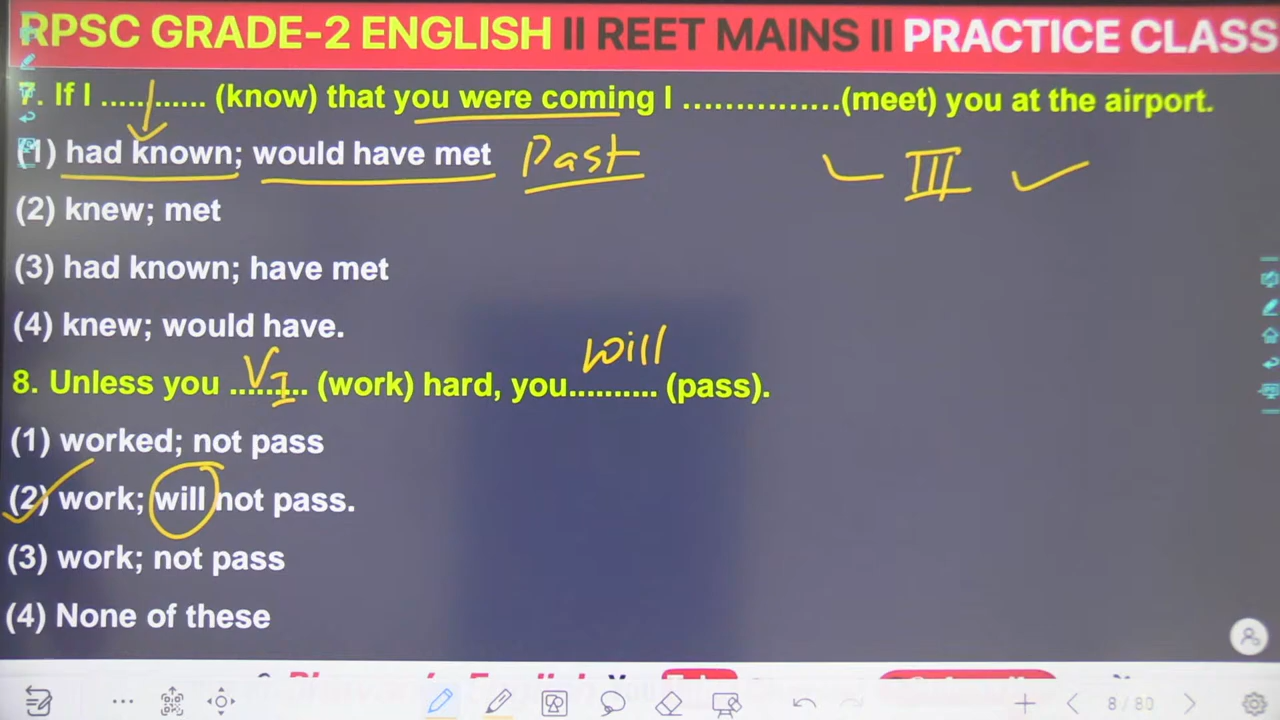 RPSC GRADE-2 ENGLISH II REET MAINS II PRACTICE CLASS
7. If I ............ (know) that you were coming I ...............(meet) you at the airport.
(1) had known; would have met Past III
(2) knew; met
(3) had known; have met
(4) knew; would have.
will
V I
8. Unless you ......... (work) hard, you.......... (pass).
(1) worked; not pass
(2) work; will not pass.
(3) work; not pass
(4) None of these
8 / 80